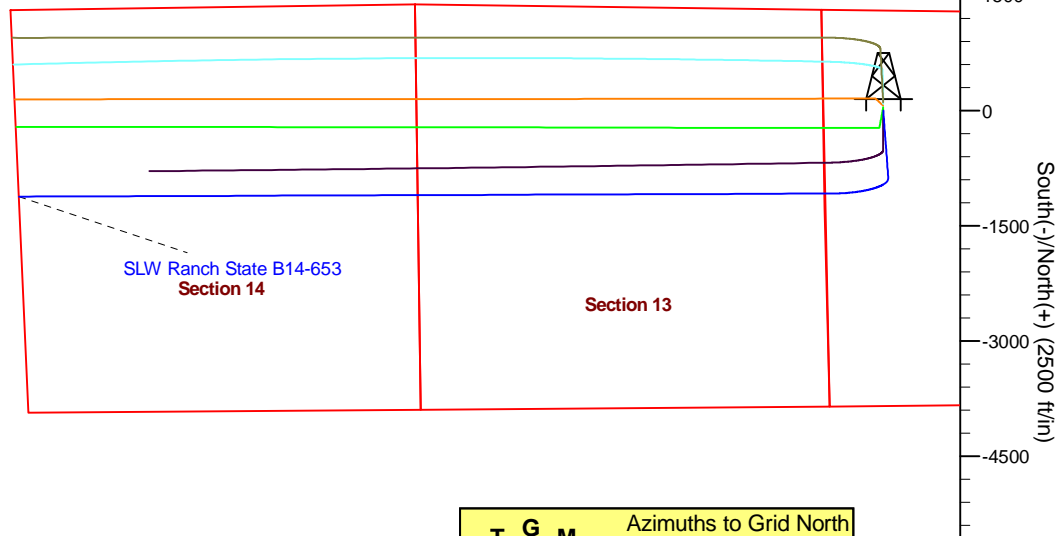 0
-1500
-3000
-4500
South(-)/North(+) (2500 ft/in)
SLW Ranch State B14-653
Section 14
Section 13
Azimuths to Grid North
T G M